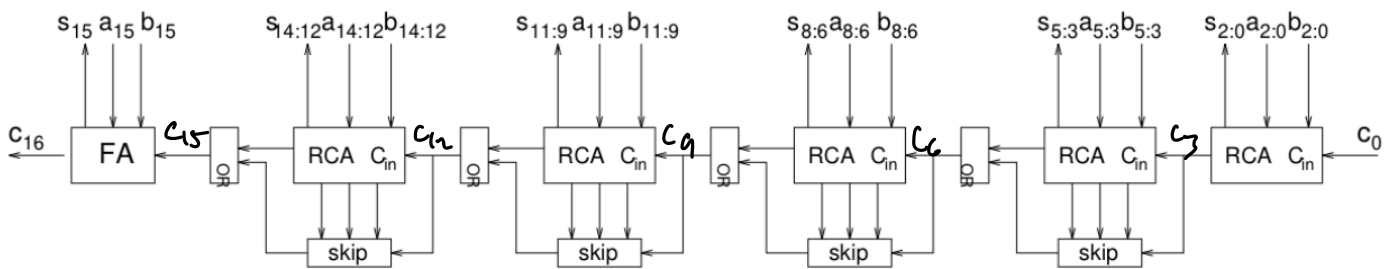 s15 a15 b15 s14:12 a14:12 b14:12 s11:9 a11:9 b11:9 s8:6 a8:6 b8:6 s5:3 a5:3 b5:3 s2:0 a2:0 b2:0
c16 FA C15 OR RCA Cin C12 OR RCA Cin C9 OR RCA Cin C6 OR RCA Cin C3 RCA Cin c0
skip skip skip skip